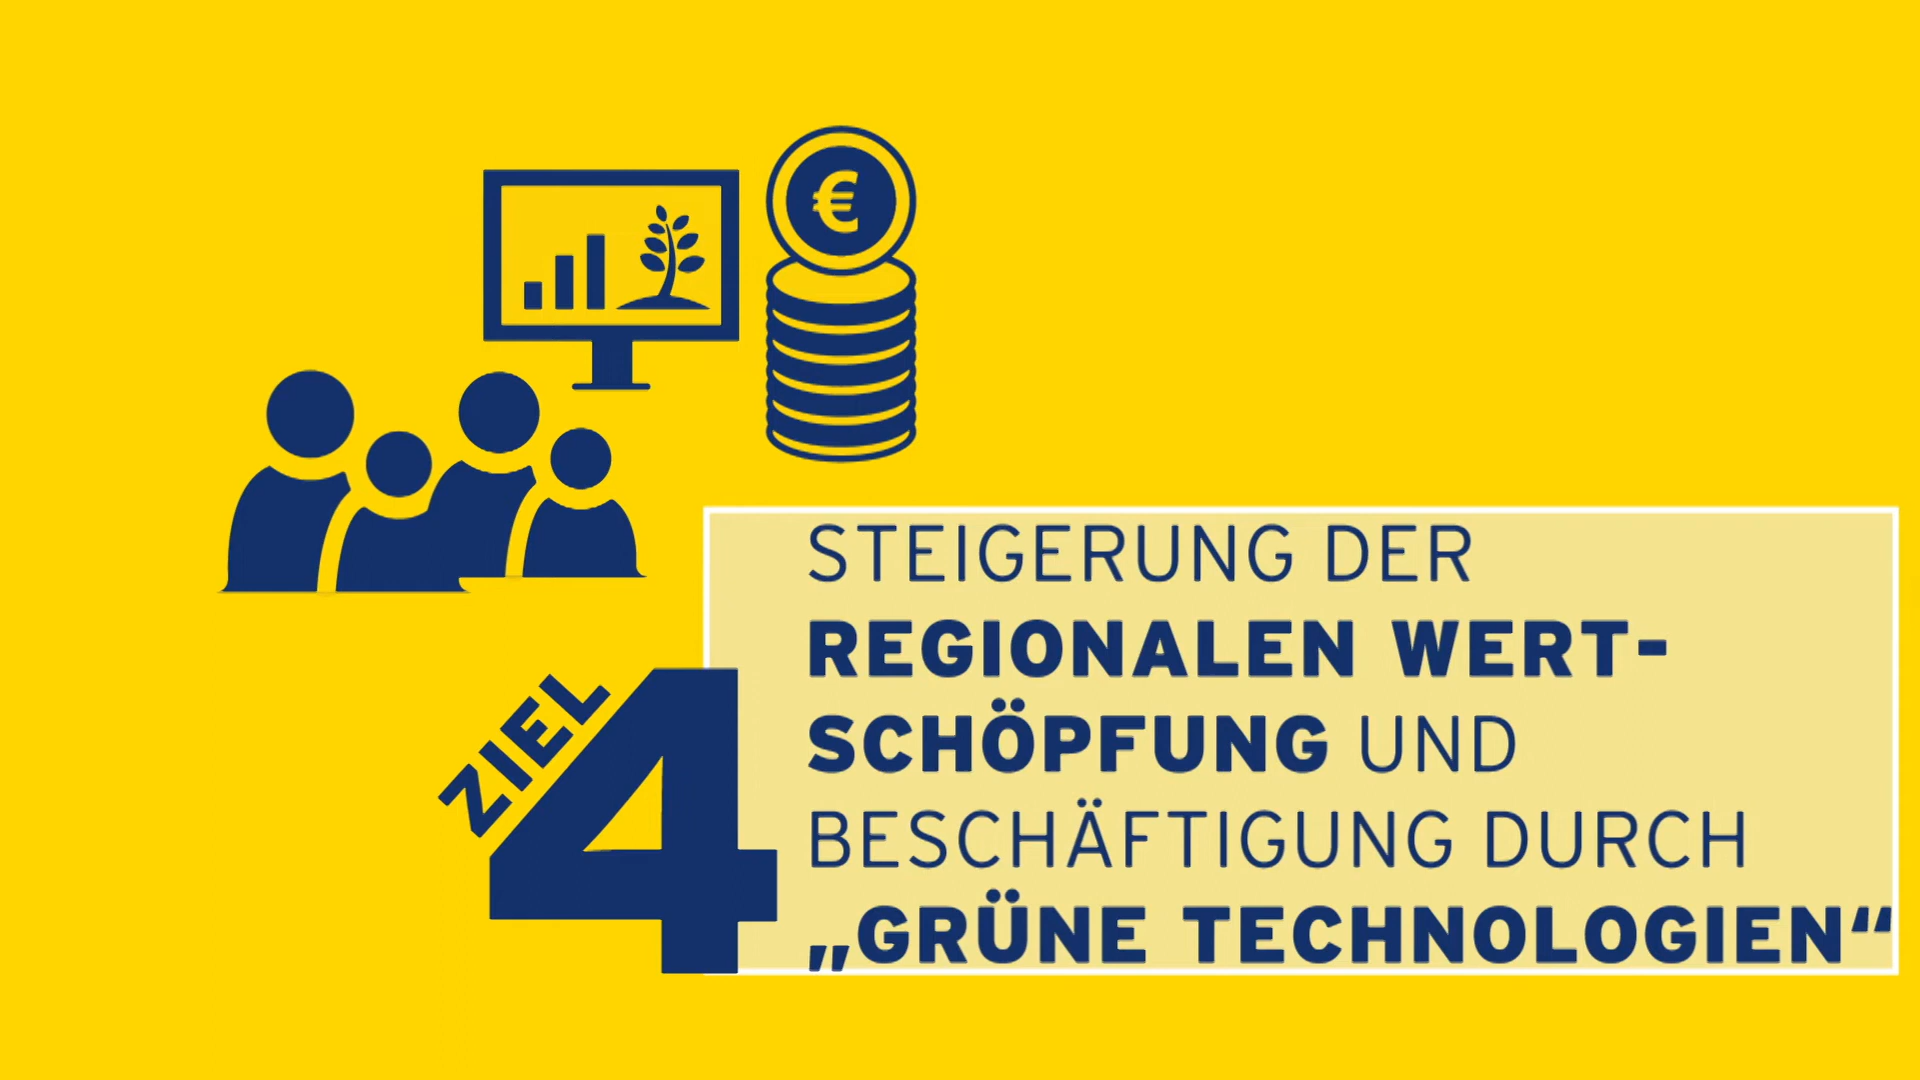 €
ZIEL
4
STEIGERUNG DER
REGIONALEN WERT-
SCHÖPFUNG UND
BESCHÄFTIGUNG DURCH
„GRÜNE TECHNOLOGIEN“